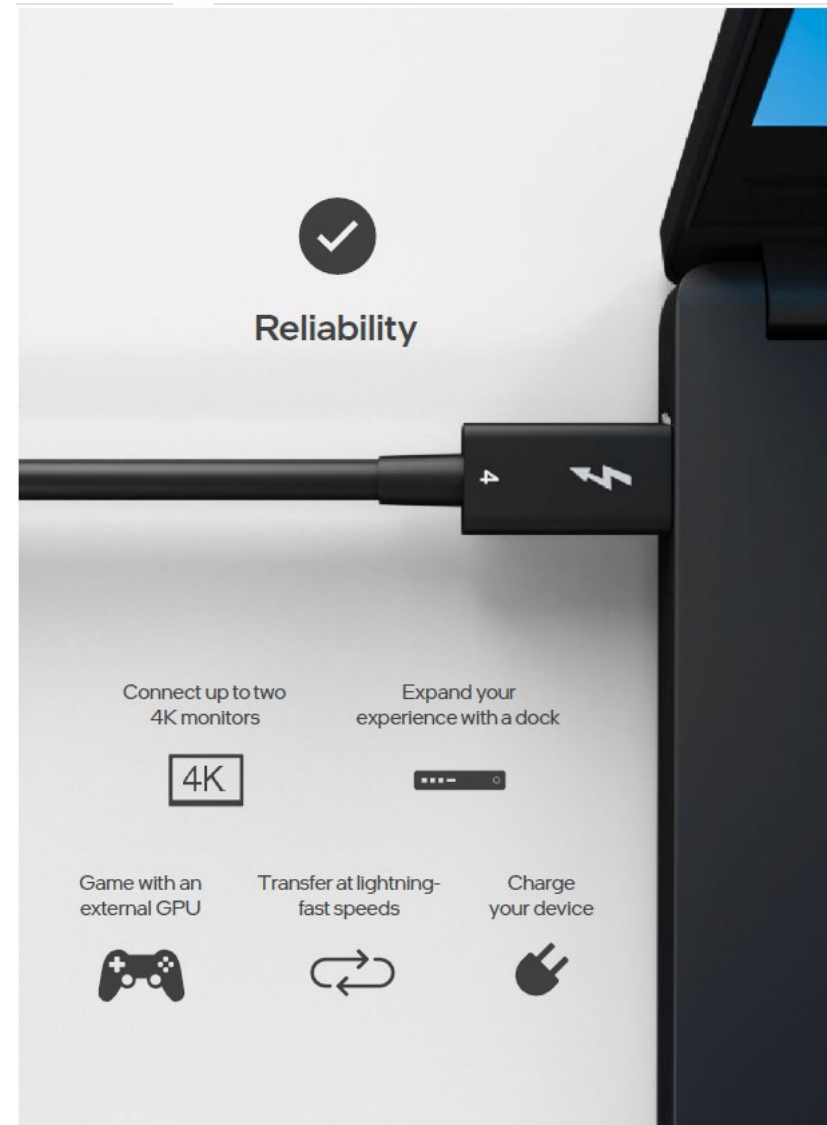 Reliability
4
Connect up to two
4K monitors
Expand your
experience with a dock
4K
Game with an
external GPU
Transfer at lightning-
fast speeds
Charge
your device